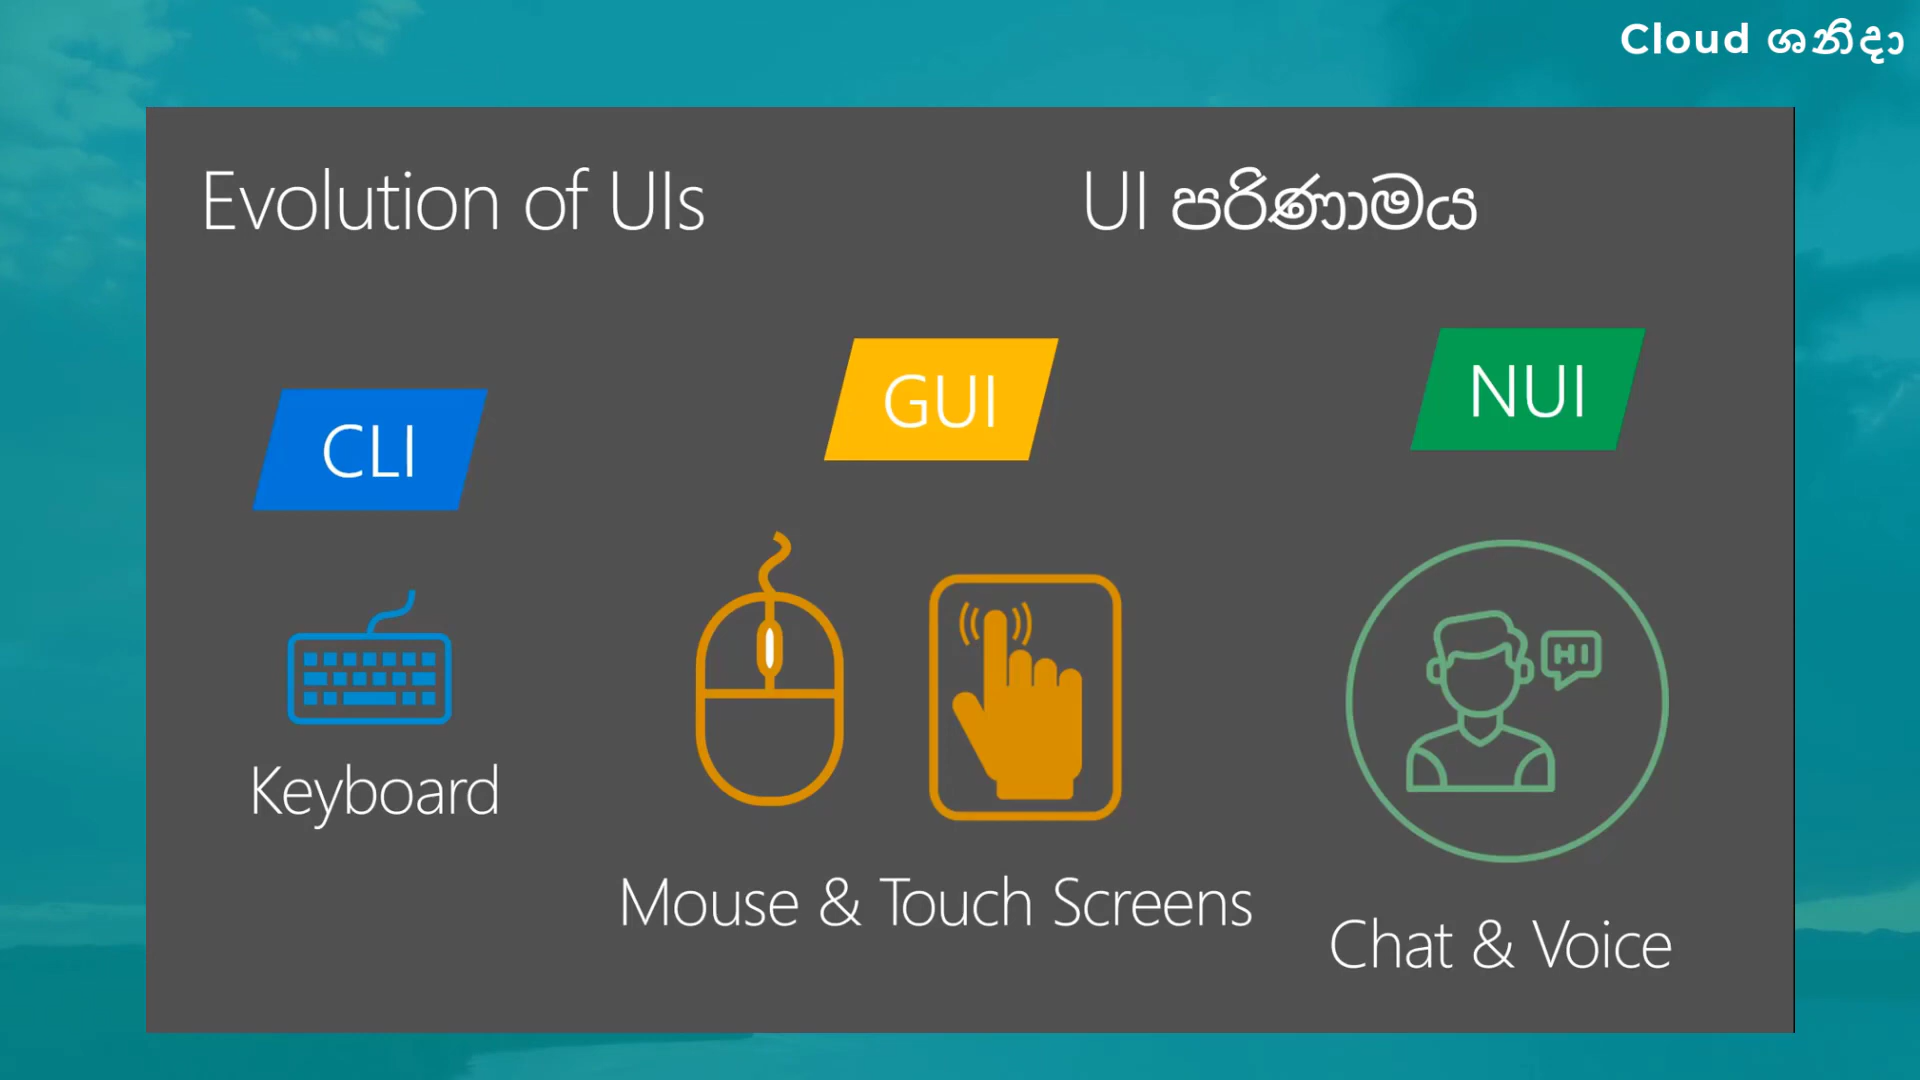 Cloud ශනිදා
Evolution of UIs
UI පරිණාමය
CLI
GUI
NUI
HI
Keyboard
Mouse & Touch Screens
Chat & Voice